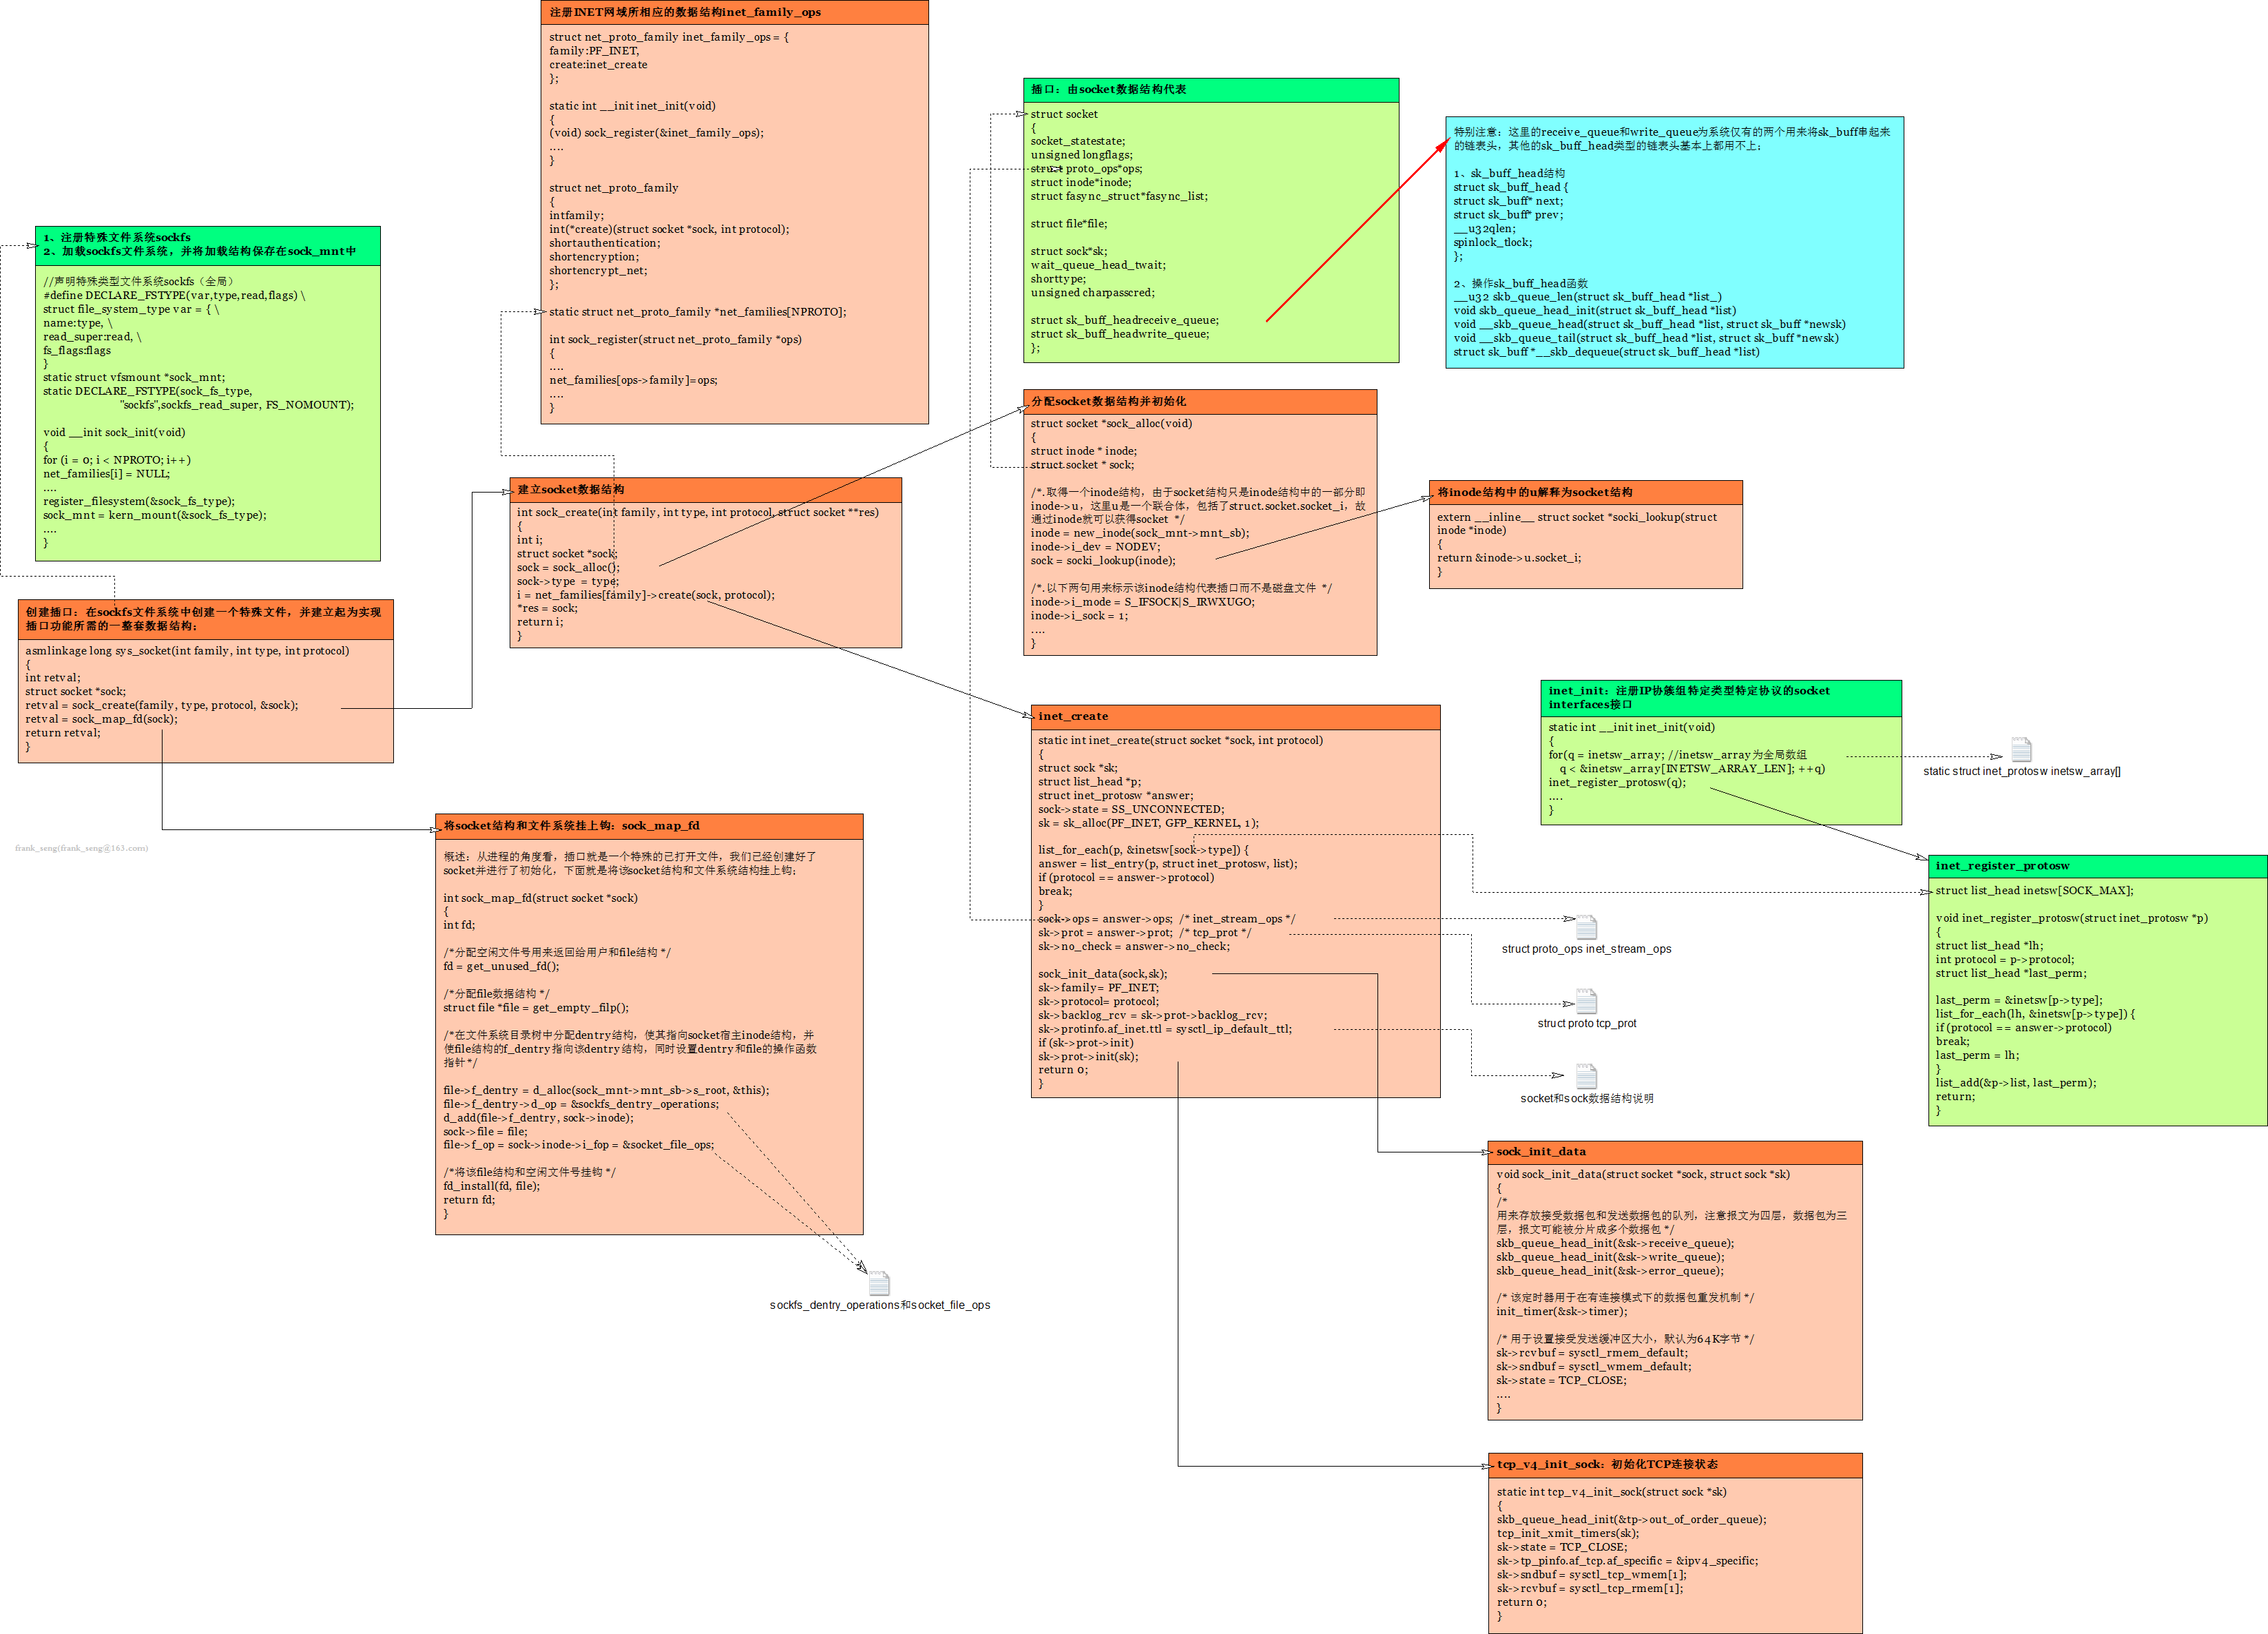 注册INET网域所相应的数据结构inet_family_ops
struct net_proto_family inet_family_ops = {
family:PF_INET,
create:inet_create
};
static int __init inet_init(void)
{
(void) sock_register(&inet_family_ops);
....
}
struct net_proto_family
{
intfamily;
int(*create)(struct socket *sock, int protocol);
shortauthentication;
shortencryption;
shortencrypt_net;
};
static struct net_proto_family *net_families[NPROTO];
int sock_register(struct net_proto_family *ops)
{
....
net_families[ops->family]=ops;
....
}
插口：由socket数据结构代表
struct socket
{
socket_statestate;
unsigned longflags;
struct proto_ops*ops;
struct inode*inode;
struct fasync_struct*fasync_list;
struct file*file;
struct sock*sk;
wait_queue_head_twait;
shorttype;
unsigned charpasscred;
struct sk_buff_headreceive_queue;
struct sk_buff_headwrite_queue;
};
特别注意：这里的receive_queue和write_queue为系统仅有的两个用来将sk_buff串起来
的链表头，其他的sk_buff_head类型的链表头基本上都用不上；
1、sk_buff_head结构
struct sk_buff_head {
struct sk_buff* next;
struct sk_buff* prev;
__u32qlen;
spinlock_tlock;
};
2、操作sk_buff_head函数
__u32 skb_queue_len(struct sk_buff_head *list_)
void skb_queue_head_init(struct sk_buff_head *list)
void __skb_queue_head(struct sk_buff_head *list, struct sk_buff *newsk)
void __skb_queue_tail(struct sk_buff_head *list, struct sk_buff *newsk)
struct sk_buff *__skb_dequeue(struct sk_buff_head *list)
1、注册特殊文件系统sockfs
2、加载sockfs文件系统，并将加载结构保存在sock_mnt中
//声明特殊类型文件系统sockfs（全局）
#define DECLARE_FSTYPE(var,type,read,flags) \
struct file_system_type var = { \
name:type, \
read_super:read, \
fs_flags:flags
}
static struct vfsmount *sock_mnt;
static DECLARE_FSTYPE(sock_fs_type,
"sockfs",sockfs_read_super, FS_NOMOUNT);
void __init sock_init(void)
{
for (i = 0; i < NPROTO; i++)
net_families[i] = NULL;
....
register_filesystem(&sock_fs_type);
sock_mnt = kern_mount(&sock_fs_type);
....
}
分配socket数据结构并初始化
struct socket *sock_alloc(void)
{
struct inode * inode;
struct socket * sock;
/*.取得一个inode结构，由于socket结构只是inode结构中的一部分即
inode->u，这里u是一个联合体，包括了struct.socket.socket_i，故
通过inode就可以获得socket */
inode = new_inode(sock_mnt->mnt_sb);
inode->i_dev = NODEV;
sock = socki_lookup(inode);
/*.以下两句用来标示该inode结构代表插口而不是磁盘文件 */
inode->i_mode = S_IFSOCK|S_IRWXUGO;
inode->i_sock = 1;
....
}
建立socket数据结构
int sock_create(int family, int type, int protocol, struct socket **res)
{
int i;
struct socket *sock;
sock = sock_alloc();
sock->type = type;
i = net_families[family]->create(sock, protocol);
*res = sock;
return i;
}
将inode结构中的u解释为socket结构
extern __inline__ struct socket *socki_lookup(struct
inode *inode)
{
return &inode->u.socket_i;
}
创建插口：在sockfs文件系统中创建一个特殊文件，并建立起为实现
插口功能所需的一整套数据结构；
asmlinkage long sys_socket(int family, int type, int protocol)
{
int retval;
struct socket *sock;
retval = sock_create(family, type, protocol, &sock);
retval = sock_map_fd(sock);
return retval;
}
inet_create
static int inet_create(struct socket *sock, int protocol)
{
struct sock *sk;
struct list_head *p;
struct inet_protosw *answer;
sock->state = SS_UNCONNECTED;
sk = sk_alloc(PF_INET, GFP_KERNEL, 1);
list_for_each(p, &inetsw[sock->type]) {
answer = list_entry(p, struct inet_protosw, list);
if (protocol == answer->protocol)
break;
}
sock->ops = answer->ops; /* inet_stream_ops */
sk->prot = answer->prot; /* tcp_prot */
sk->no_check = answer->no_check;
sock_init_data(sock,sk);
sk->family= PF_INET;
sk->protocol= protocol;
sk->backlog_rcv = sk->prot->backlog_rcv;
sk->protinfo.af_inet.ttl = sysctl_ip_default_ttl;
if (sk->prot->init)
sk->prot->init(sk);
return 0;
}
inet_init：注册IP协簇组特定类型特定协议的socket
interfaces接口
static int __init inet_init(void)
{
for(q = inetsw_array; //inetsw_array为全局数组
q < &inetsw_array[INETSW_ARRAY_LEN]; ++q)
inet_register_protosw(q);
....
}
static struct inet_protosw inetsw_array[]
将socket结构和文件系统挂上钩：sock_map_fd
概述：从进程的角度看，插口就是一个特殊的已打开文件，我们已经创建好了
socket并进行了初始化，下面就是将该socket结构和文件系统结构挂上钩；
int sock_map_fd(struct socket *sock)
{
int fd;
/*分配空闲文件号用来返回给用户和file结构 */
fd = get_unused_fd();
/*分配file数据结构 */
struct file *file = get_empty_filp();
/*在文件系统目录树中分配dentry结构，使其指向socket宿主inode结构，并
使file结构的f_dentry指向该dentry结构，同时设置dentry和file的操作函数
指针*/
file->f_dentry = d_alloc(sock_mnt->mnt_sb->s_root, &this);
file->f_dentry->d_op = &sockfs_dentry_operations;
d_add(file->f_dentry, sock->inode);
sock->file = file;
file->f_op = sock->inode->i_fop = &socket_file_ops;
/*将该file结构和空闲文件号挂钩 */
fd_install(fd, file);
return fd;
}
frank_seng(frank_seng@163.com)
inet_register_protosw
struct list_head inetsw[SOCK_MAX];
void inet_register_protosw(struct inet_protosw *p)
{
struct list_head *lh;
int protocol = p->protocol;
struct list_head *last_perm;
last_perm = &inetsw[p->type];
list_for_each(lh, &inetsw[p->type]) {
if (protocol == answer->protocol)
break;
last_perm = lh;
}
list_add(&p->list, last_perm);
return;
}
struct proto_ops inet_stream_ops
struct proto tcp_prot
socket和sock数据结构说明
sock_init_data
void sock_init_data(struct socket *sock, struct sock *sk)
{
/*
用来存放接受数据包和发送数据包的队列，注意报文为四层，数据包为三
层，报文可能被分片成多个数据包 */
skb_queue_head_init(&sk->receive_queue);
skb_queue_head_init(&sk->write_queue);
skb_queue_head_init(&sk->error_queue);
/* 该定时器用于在有连接模式下的数据包重发机制 */
init_timer(&sk->timer);
/* 用于设置接受发送缓冲区大小，默认为64K字节 */
sk->rcvbuf = sysctl_rmem_default;
sk->sndbuf = sysctl_wmem_default;
sk->state = TCP_CLOSE;
....
}
sockfs_dentry_operations和socket_file_ops
tcp_v4_init_sock：初始化TCP连接状态
static int tcp_v4_init_sock(struct sock *sk)
{
skb_queue_head_init(&tp->out_of_order_queue);
tcp_init_xmit_timers(sk);
sk->state = TCP_CLOSE;
sk->tp_pinfo.af_tcp.af_specific = &ipv4_specific;
sk->sndbuf = sysctl_tcp_wmem[1];
sk->rcvbuf = sysctl_tcp_rmem[1];
return 0;
}